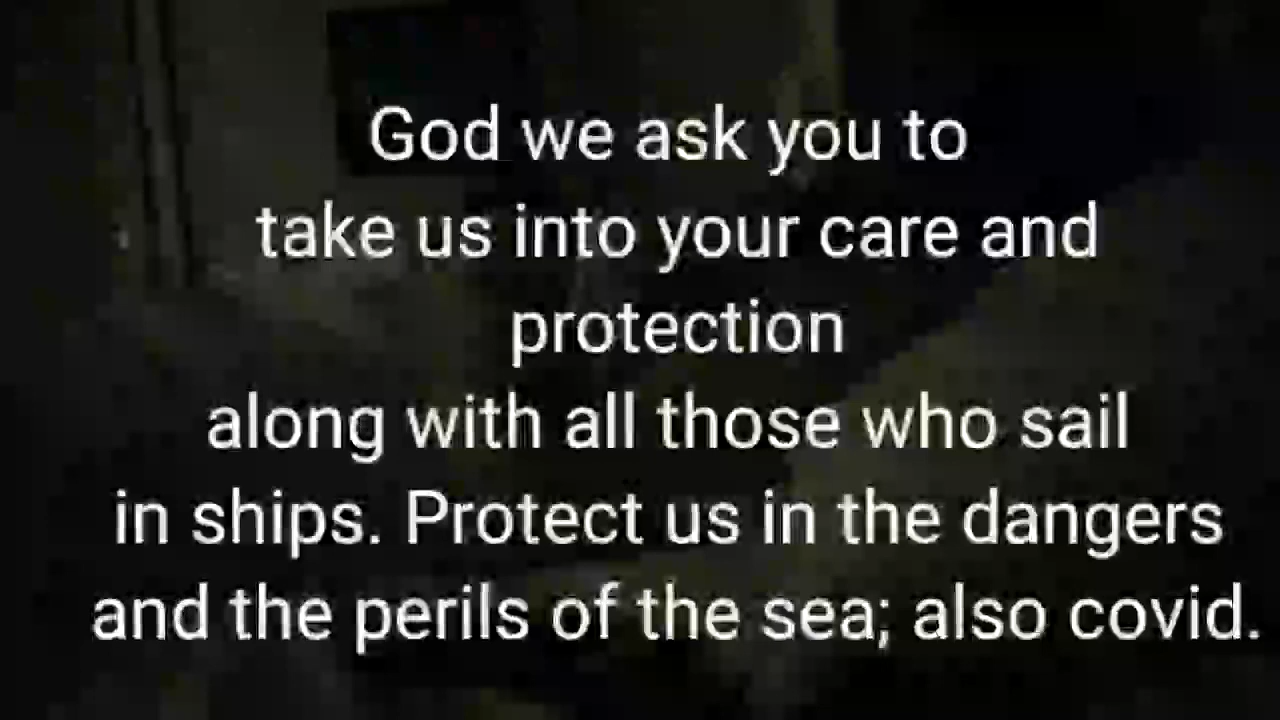 God we ask you to
take us into your care and
protection
along with all those who sail
in ships. Protect us in the dangers
and the perils of the sea; also covid.